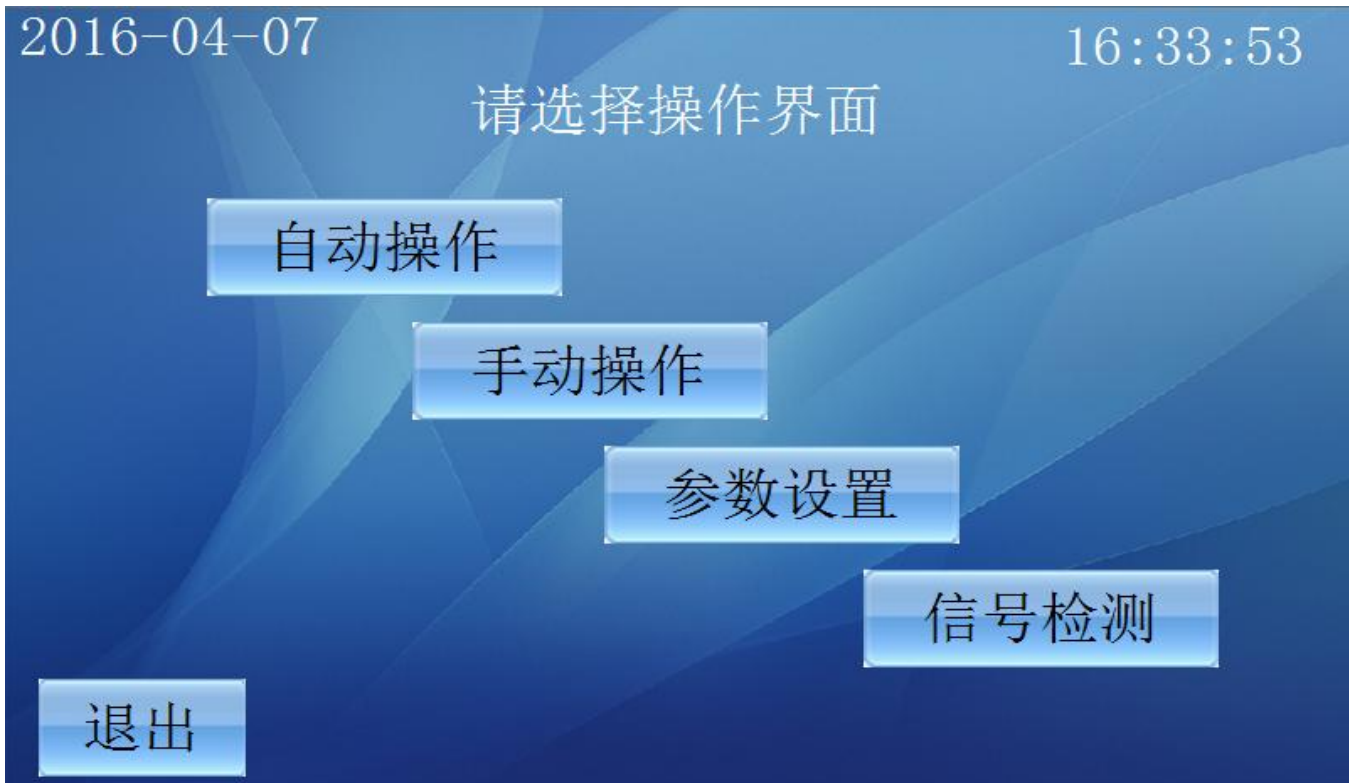 2016-04-07
16:33:53
请选择操作界面
自动操作
手动操作
参数设置
信号检测
退出